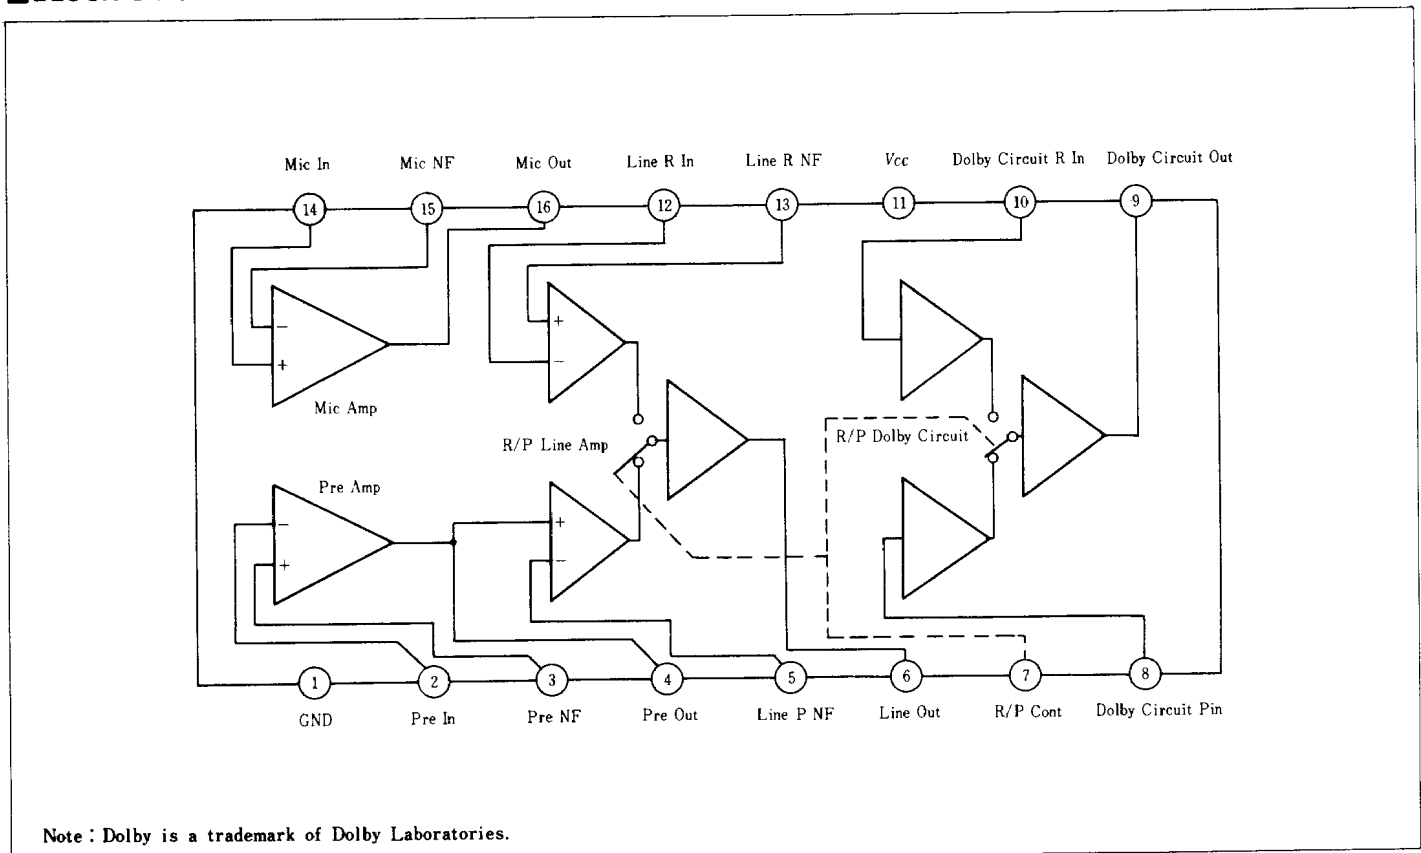 Mic In
Mic NF
Mic Out
Line R In
Line R NF
Vcc
Dolby Circuit R In
Dolby Circuit Out
14
15
16
12
13
11
10
9
−
+
+
−
Mic Amp
R/P Line Amp
R/P Dolby Circuit
Pre Amp
−
+
+
−
1
2
3
4
5
6
7
8
GND
Pre In
Pre NF
Pre Out
Line P NF
Line Out
R/P Cont
Dolby Circuit Pin
Note : Dolby is a trademark of Dolby Laboratories.